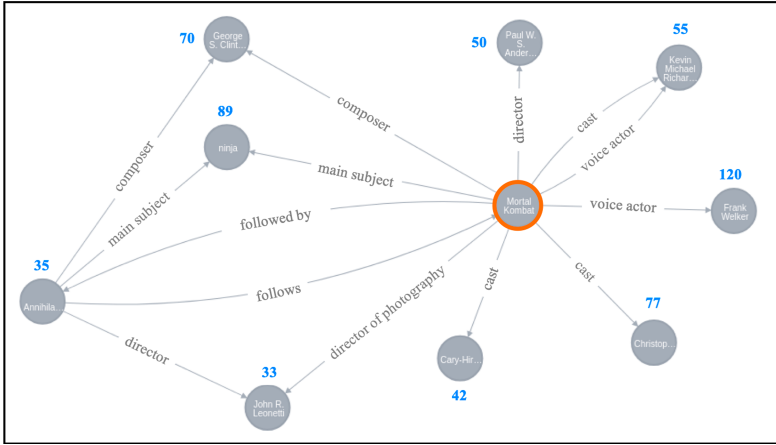 70
George
S. Clint...
50
Paul W.
S.
Ander...
55
Kevin
Michael
Richar...
composer
director
cast
voice actor
89
ninja
composer
main subject
main subject
120
Frank
Welker
voice actor
Mortal
Kombat
followed by
35
Annihila...
follows
director of photography
cast
cast
77
Christop...
director
33
John R.
Leonetti
Cary-Hir...
42